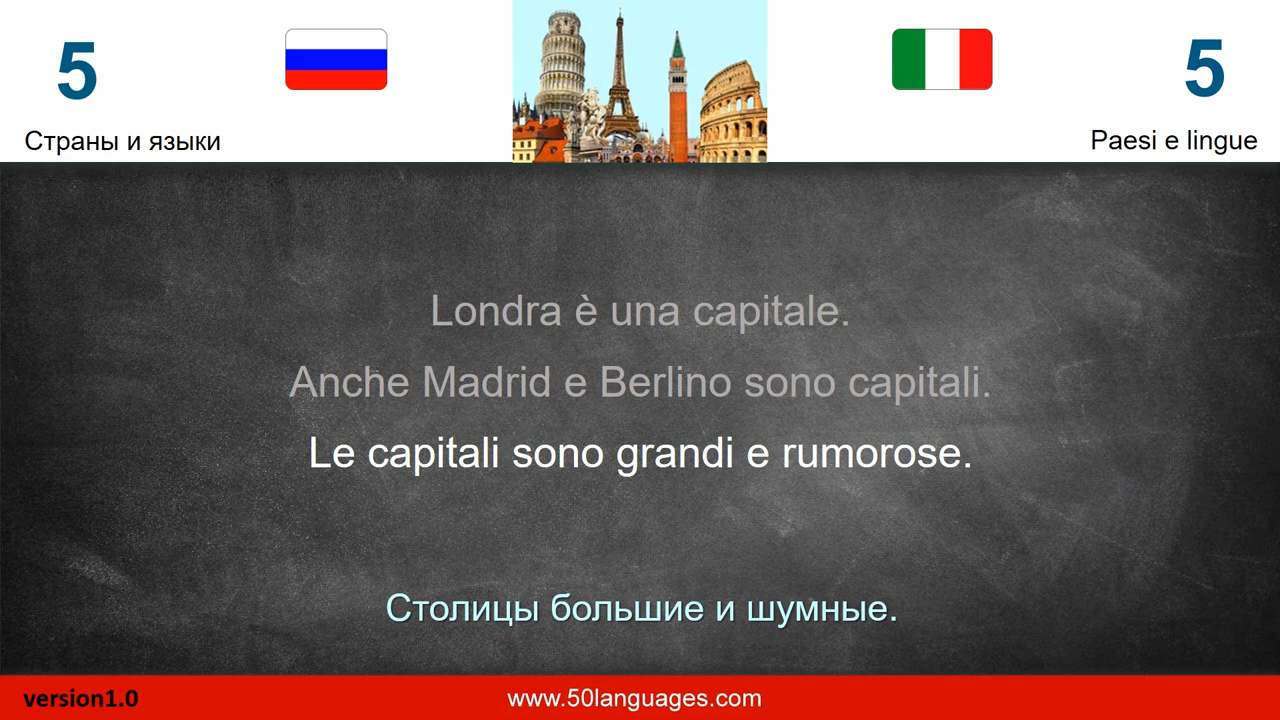 5
5
Страны и языки
Paesi e lingue
Londra è una capitale.
Anche Madrid e Berlino sono capitali.
Le capitali sono grandi e rumorose.
Столицы большие и шумные.
version1.0
www.50languages.com